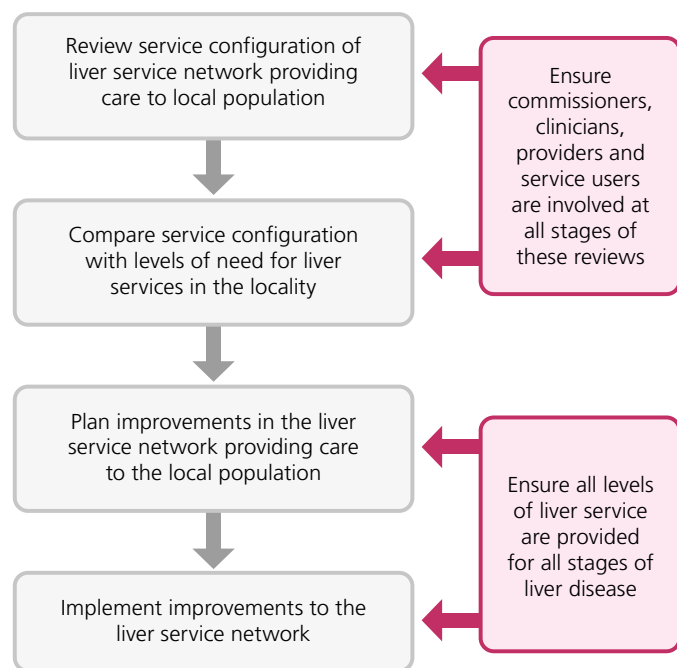 Review service configuration of
liver service network providing
care to local population
Ensure
commissioners,
clinicians,
providers and
service users
are involved at
all stages of
these reviews
Compare service configuration
with levels of need for liver
services in the locality
Plan improvements in the liver
service network providing care
to the local population
Ensure all levels
of liver service
are provided
for all stages of
liver disease
Implement improvements to the
liver service network